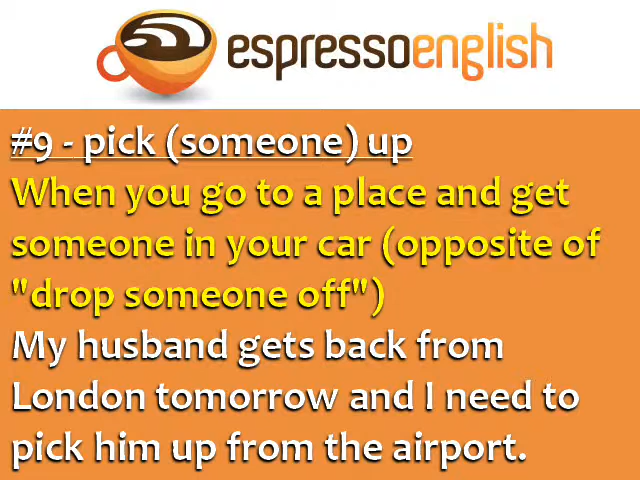 espressoenglish
#9 - pick (someone) up
When you go to a place and get
someone in your car (opposite of
"drop someone off")
My husband gets back from
London tomorrow and I need to
pick him up from the airport.